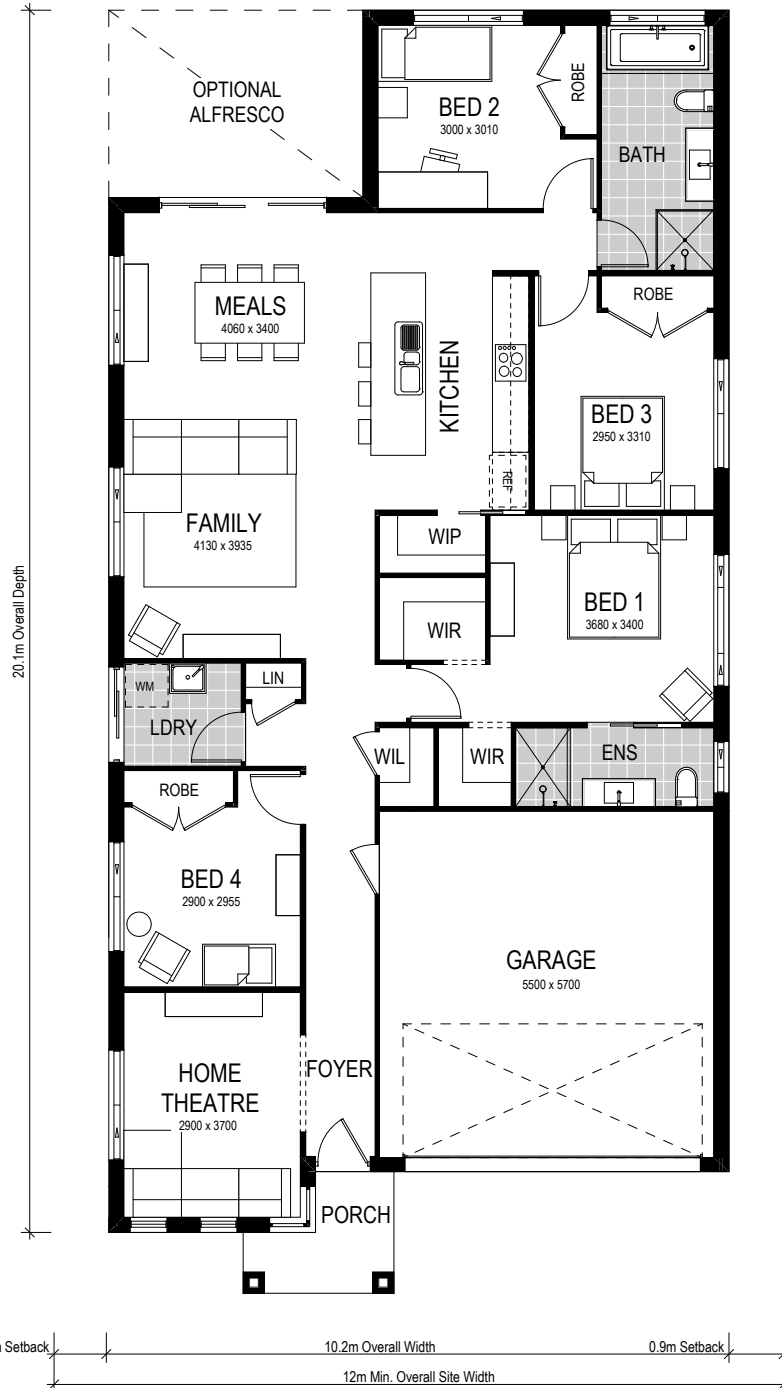 OPTIONAL
ALFRESCO
BED 2
3000 x 3010
ROBE
BATH
MEALS
4060 x 3400
KITCHEN
ROBE
BED 3
2950 x 3310
REF
FAMILY
4130 x 3935
WIP
BED 1
3680 x 3400
WIR
20.1m Overall Depth
WM
LIN
LDRY
WIL
WIR
ENS
ROBE
BED 4
2900 x 2955
GARAGE
5500 x 5700
HOME
THEATRE
2900 x 3700
FOYER
PORCH
Setback
10.2m Overall Width
0.9m Setback
12m Min. Overall Site Width